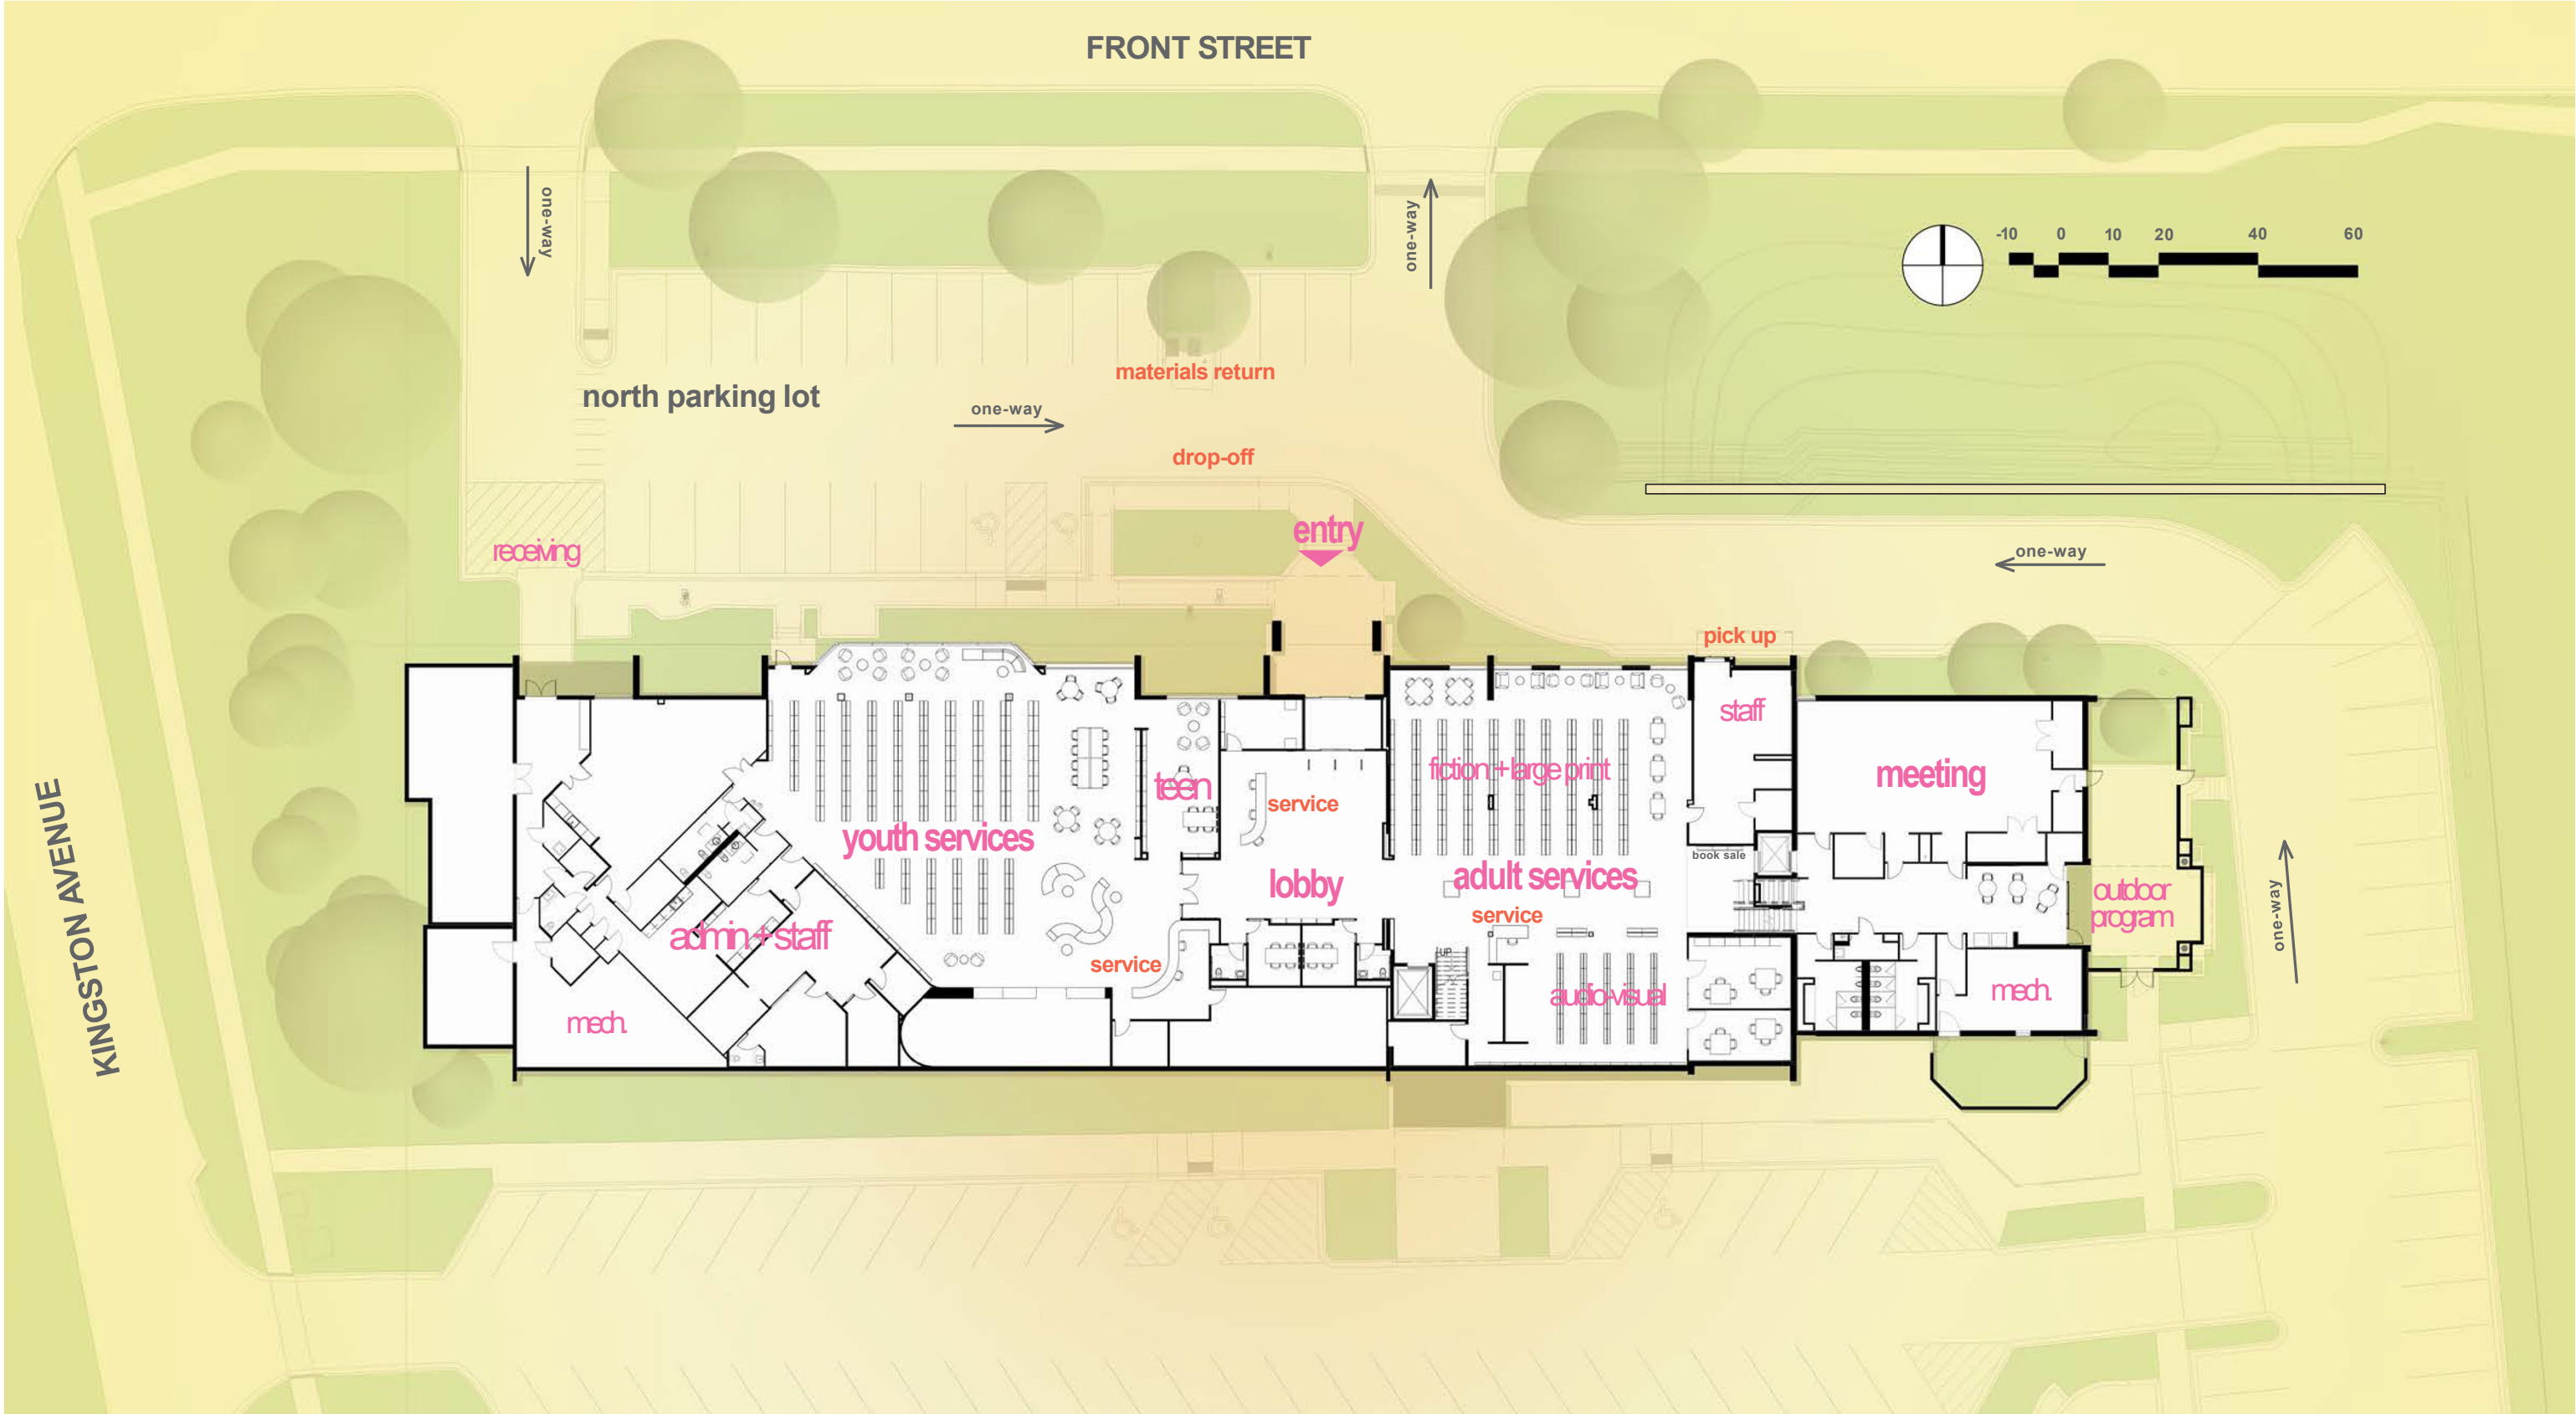 FRONT STREET
one-way
one-way
-10 0 10 20 40 60
materials return
north parking lot
one-way
drop-off
entry
receiving
one-way
pick up
staff
fiction + large print
meeting
teen
service
youth services
book sale
lobby
adult services
outdoor
program
service
admin + staff
one-way
service
audio-visual
mech.
mech.
UP
KINGSTON AVENUE